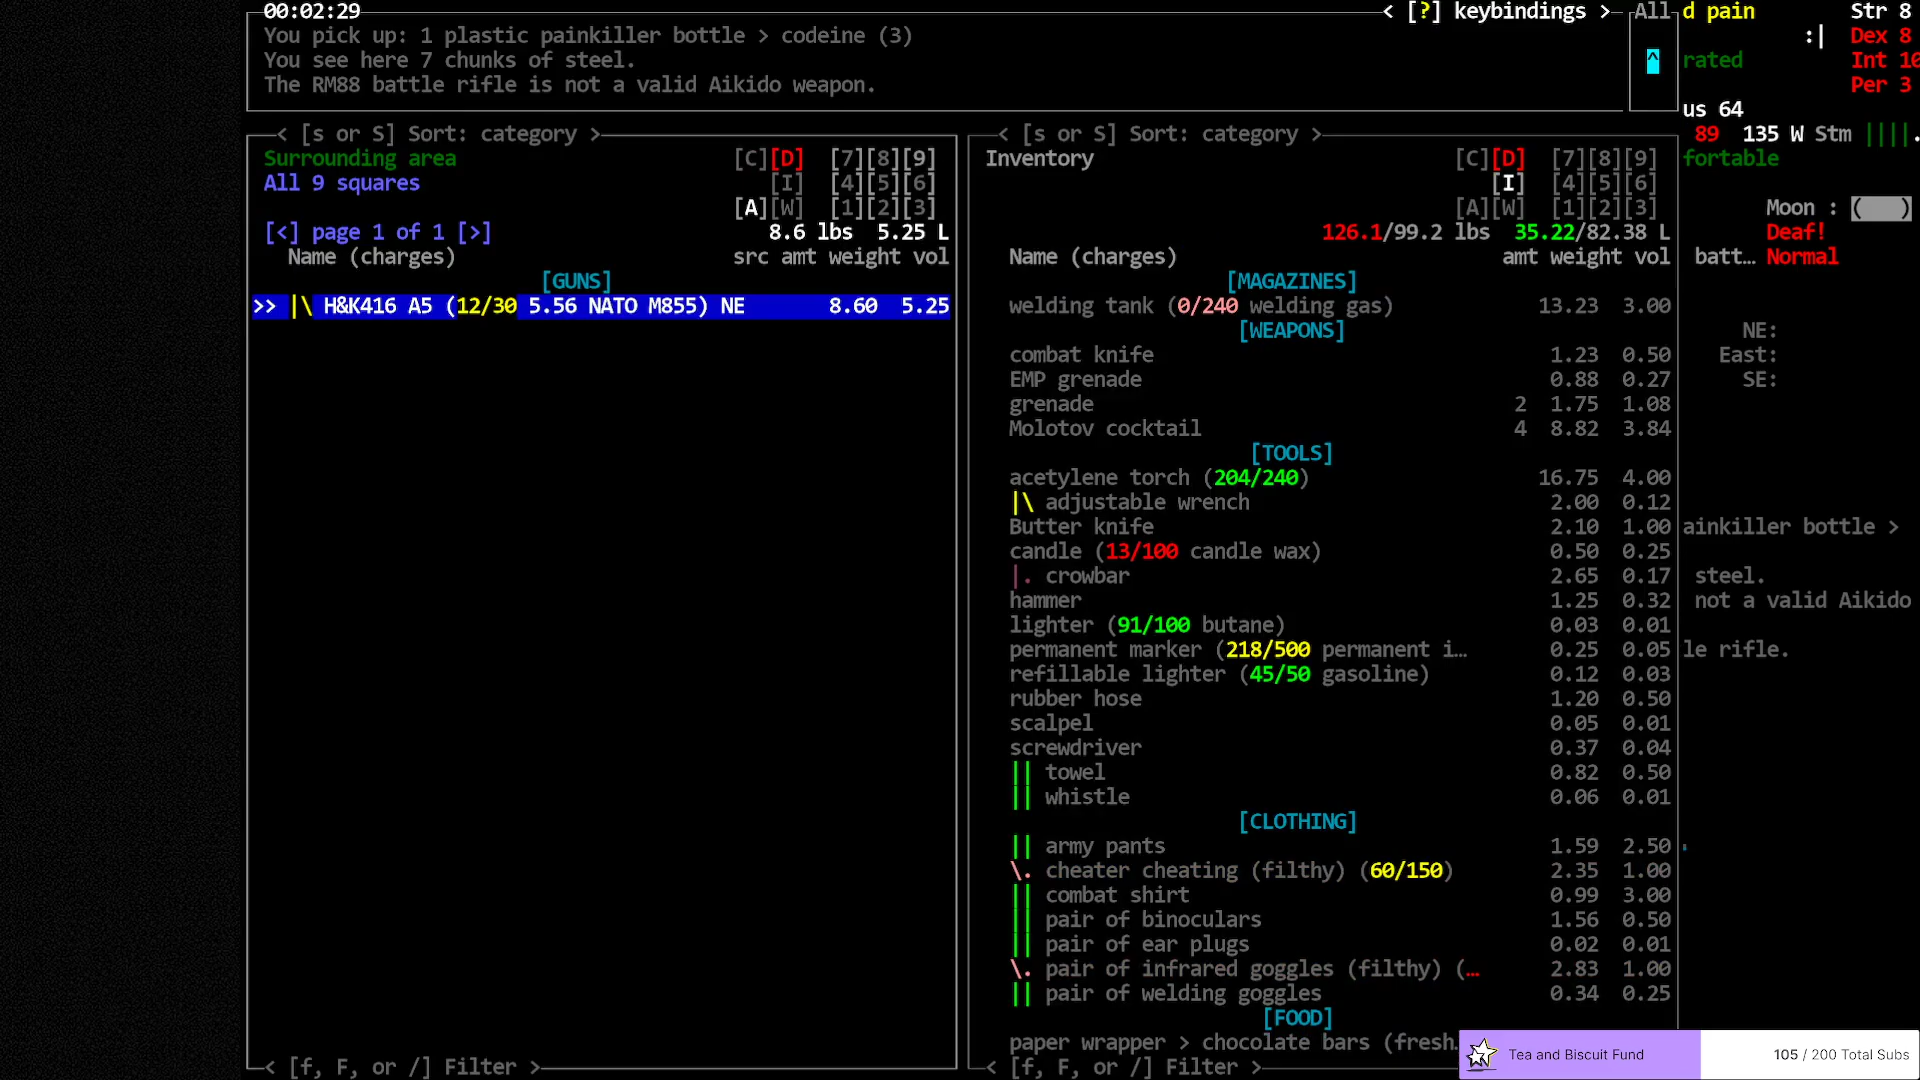 00:02:29 < [?] keybindings > All d pain Str 8
You pick up: 1 plastic painkiller bottle > codeine (3) :| Dex 8
You see here 7 chunks of steel. ^ rated Int 10
The RM88 battle rifle is not a valid Aikido weapon. Per 3
us 64
< [s or S] Sort: category > < [s or S] Sort: category > 89 135 W Stm ||||.
Surrounding area [C][D] [7][8][9] Inventory [C][D] [7][8][9] fortable
All 9 squares [I] [4][5][6] [I] [4][5][6]
[A][W] [1][2][3] [A][W] [1][2][3] Moon : ( )
[<] page 1 of 1 [>] 8.6 lbs 5.25 L 126.1/99.2 lbs 35.22/82.38 L Deaf!
Name (charges) src amt weight vol Name (charges) amt weight vol batt… Normal
[GUNS] [MAGAZINES]
>> |\ H&K416 A5 (12/30 5.56 NATO M855) NE 8.60 5.25 welding tank (0/240 welding gas) 13.23 3.00
[WEAPONS] NE:
combat knife 1.23 0.50 East:
EMP grenade 0.88 0.27 SE:
grenade 2 1.75 1.08
Molotov cocktail 4 8.82 3.84
[TOOLS]
acetylene torch (204/240) 16.75 4.00
|\ adjustable wrench 2.00 0.12
Butter knife 2.10 1.00 ainkiller bottle >
candle (13/100 candle wax) 0.50 0.25
|. crowbar 2.65 0.17 steel.
hammer 1.25 0.32 not a valid Aikido
lighter (91/100 butane) 0.03 0.01
permanent marker (218/500 permanent i… 0.25 0.05 le rifle.
refillable lighter (45/50 gasoline) 0.12 0.03
rubber hose 1.20 0.50
scalpel 0.05 0.01
screwdriver 0.37 0.04
|| towel 0.82 0.50
|| whistle 0.06 0.01
[CLOTHING]
|| army pants 1.59 2.50
\. cheater cheating (filthy) (60/150) 2.35 1.00
|| combat shirt 0.99 3.00
|| pair of binoculars 1.56 0.50
|| pair of ear plugs 0.02 0.01
\. pair of infrared goggles (filthy) (… 2.83 1.00
|| pair of welding goggles 0.34 0.25
[FOOD]
paper wrapper > chocolate bars (fresh
< [f, F, or /] Filter > < [f, F, or /] Filter >
Tea and Biscuit Fund 105 / 200 Total Subs